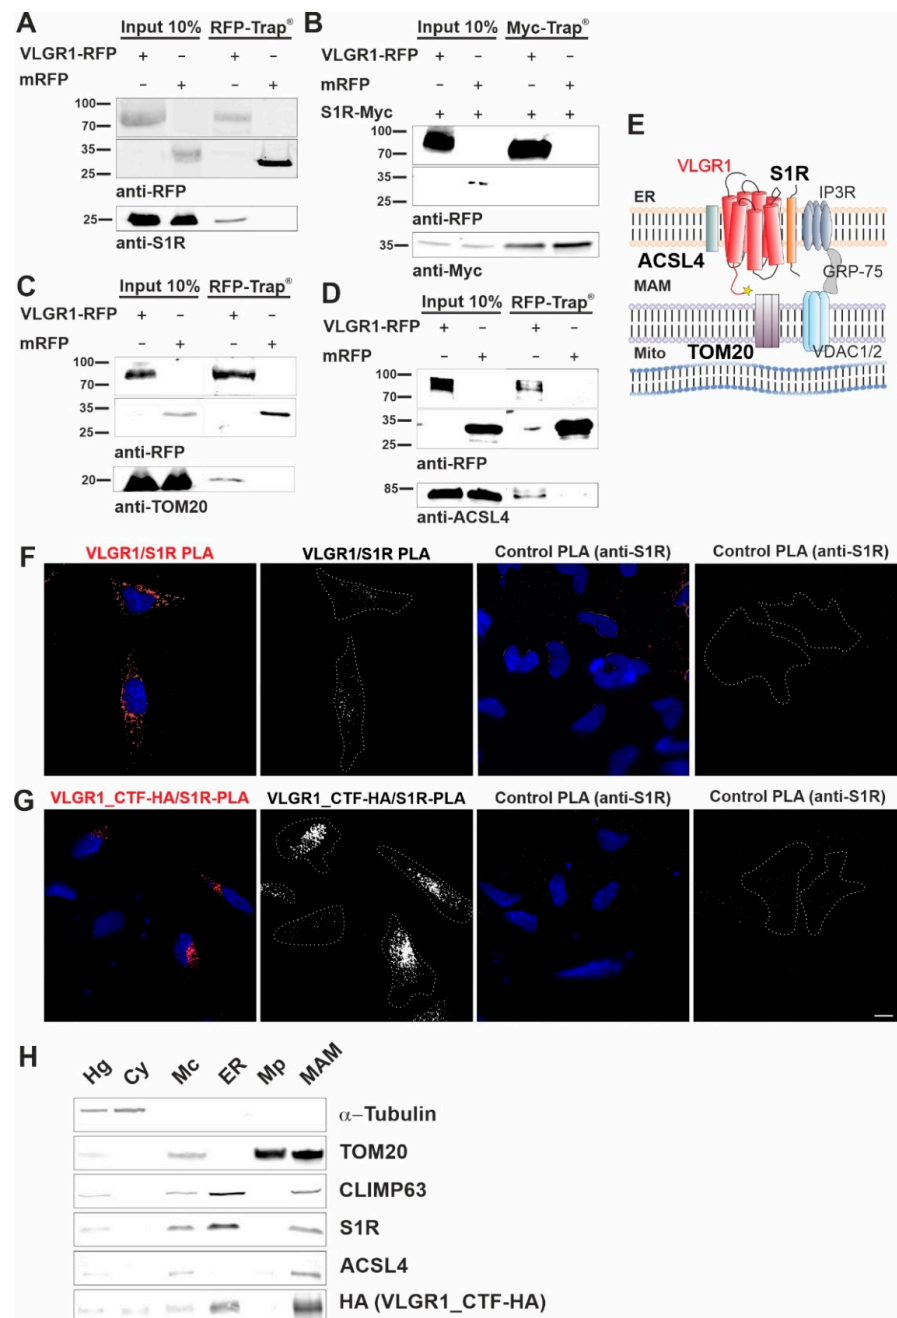 A
Input 10% RFP-Trap®
VLGR1-RFP + – + –
mRFP – + – +
100
70
35
25
anti-RFP
25
anti-S1R
B
Input 10% Myc-Trap®
VLGR1-RFP + – + –
mRFP – + – +
S1R-Myc + + + +
100
70
35
25
anti-RFP
35
anti-Myc
C
Input 10% RFP-Trap®
VLGR1-RFP + – + –
mRFP – + – +
100
70
35
25
anti-RFP
20
anti-TOM20
D
Input 10% RFP-Trap®
VLGR1-RFP + – + –
mRFP – + – +
100
70
35
25
anti-RFP
85
anti-ACSL4
E
VLGR1 S1R
ER IP3R
ACSL4 GRP-75
MAM
Mito TOM20 VDAC1/2
F
VLGR1/S1R PLA VLGR1/S1R PLA Control PLA (anti-S1R) Control PLA (anti-S1R)
G
VLGR1_CTF-HA/S1R-PLA VLGR1_CTF-HA/S1R-PLA Control PLA (anti-S1R) Control PLA (anti-S1R)
H
Hg Cy Mc ER Mp MAM
α–Tubulin
TOM20
CLIMP63
S1R
ACSL4
HA (VLGR1_CTF-HA)